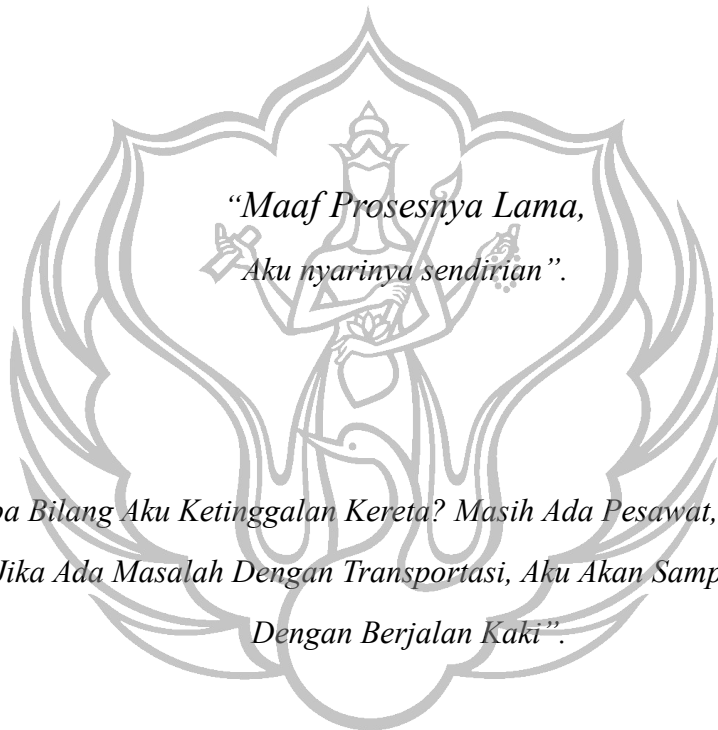 “Maaf Prosesnya Lama,
Aku nyarinya sendirian”.
Bilang Aku Ketinggalan Kereta? Masih Ada Pesawat,
Jika Ada Masalah Dengan Transportasi, Aku Akan
Dengan Berjalan Kaki”.